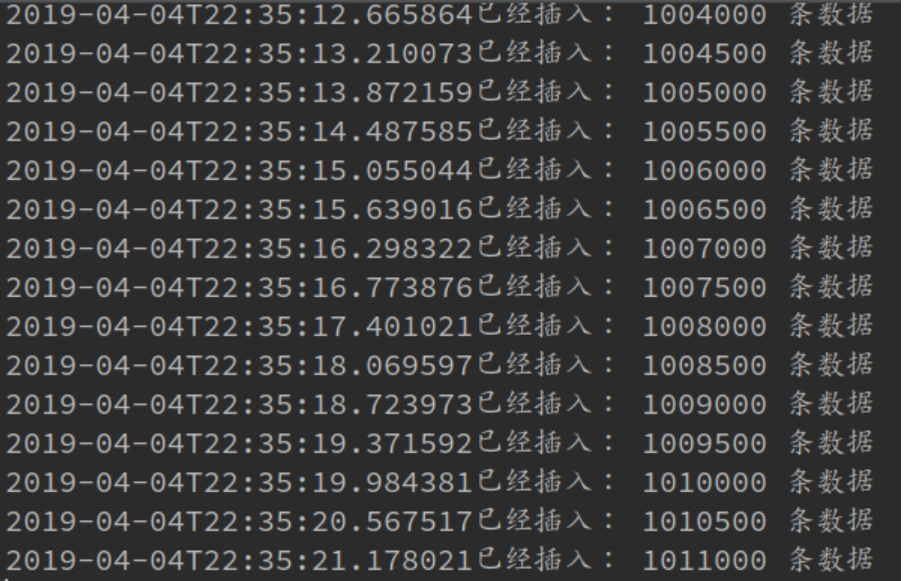 2019-04-04T22:35:12.665864已经插入： 1004000 条数据
2019-04-04T22:35:13.210073已经插入： 1004500 条数据
2019-04-04T22:35:13.872159已经插入： 1005000 条数据
2019-04-04T22:35:14.487585已经插入： 1005500 条数据
2019-04-04T22:35:15.055044已经插入： 1006000 条数据
2019-04-04T22:35:15.639016已经插入： 1006500 条数据
2019-04-04T22:35:16.298322已经插入： 1007000 条数据
2019-04-04T22:35:16.773876已经插入： 1007500 条数据
2019-04-04T22:35:17.401021已经插入： 1008000 条数据
2019-04-04T22:35:18.069597已经插入： 1008500 条数据
2019-04-04T22:35:18.723973已经插入： 1009000 条数据
2019-04-04T22:35:19.371592已经插入： 1009500 条数据
2019-04-04T22:35:19.984381已经插入： 1010000 条数据
2019-04-04T22:35:20.567517已经插入： 1010500 条数据
2019-04-04T22:35:21.178021已经插入： 1011000 条数据